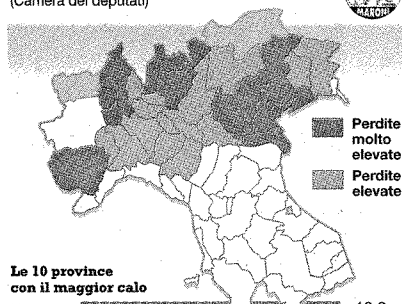 (Camera dei deputati)
MARONI
Perdite
molto
elevate
Perdite
elevate
Le 10 province
con il maggior calo